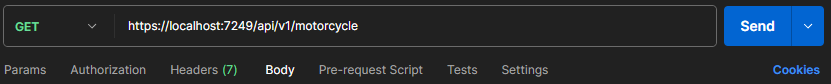 GET https://localhost:7249/api/v1/motorcycle Send
Params Authorization Headers (7) Body Pre-request Script Tests Settings Cookies